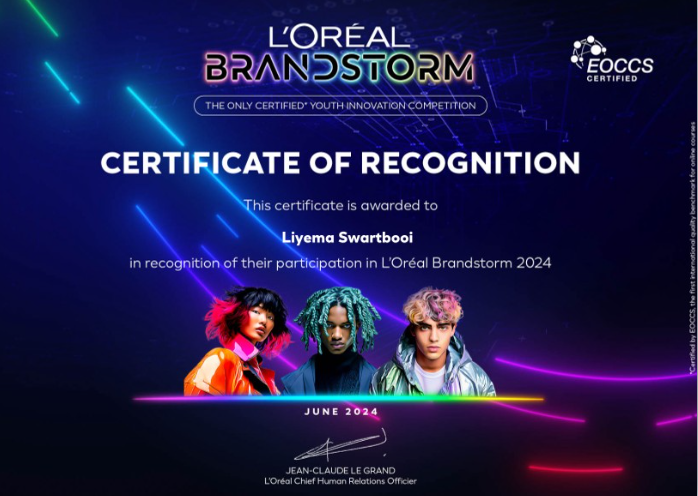 L'ORÉAL
BRANDSTORM
THE ONLY CERTIFIED* YOUTH INNOVATION COMPETITION
EOCCS
CERTIFIED
CERTIFICATE OF RECOGNITION
This certificate is awarded to
Liyema Swartbooi
in recognition of their participation in L'Oréal Brandstorm 2024
JUNE 2024
JEAN-CLAUDE LE GRAND
L'Oréal Chief Human Relations Officier
*Certified by EOCCS, the first international quality benchmark for online courses